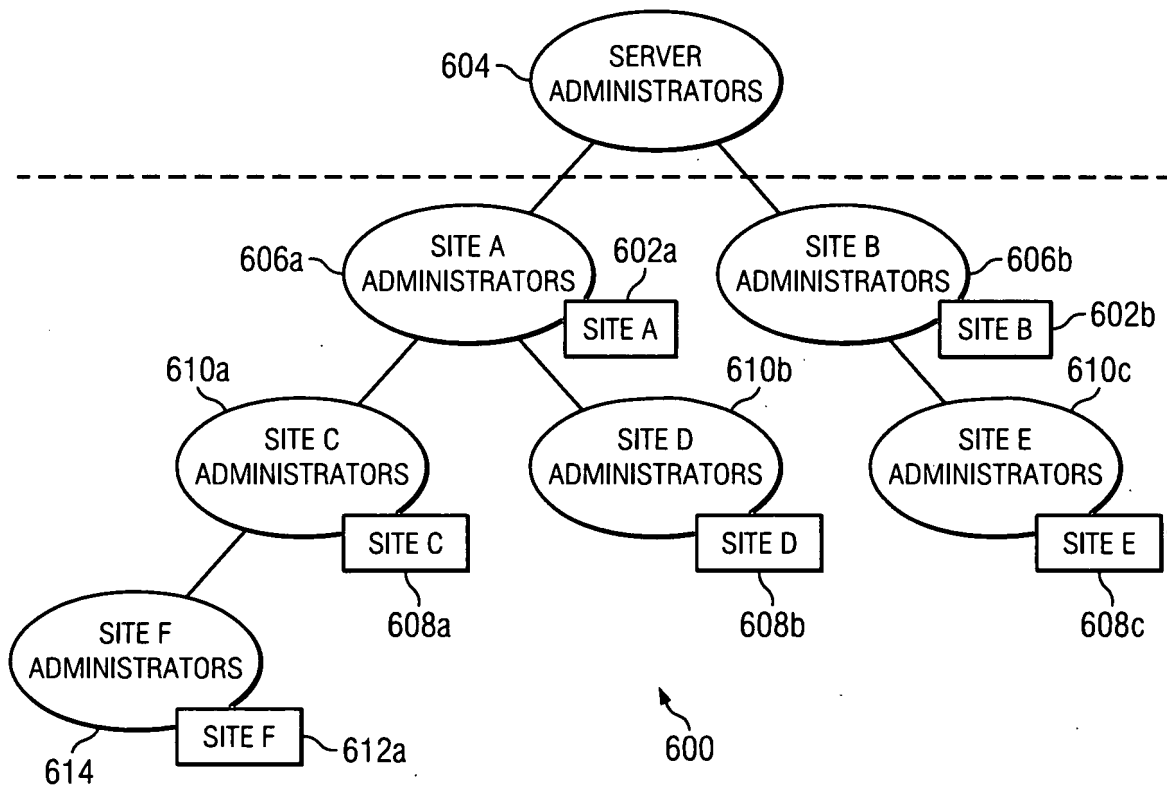 604
SERVER
ADMINISTRATORS
606a
SITE A
ADMINISTRATORS
602a
SITE A
SITE B
ADMINISTRATORS
606b
SITE B
602b
610a
SITE C
ADMINISTRATORS
SITE C
608a
610b
SITE D
ADMINISTRATORS
SITE D
608b
610c
SITE E
ADMINISTRATORS
SITE E
608c
SITE F
ADMINISTRATORS
614
SITE F
612a
600